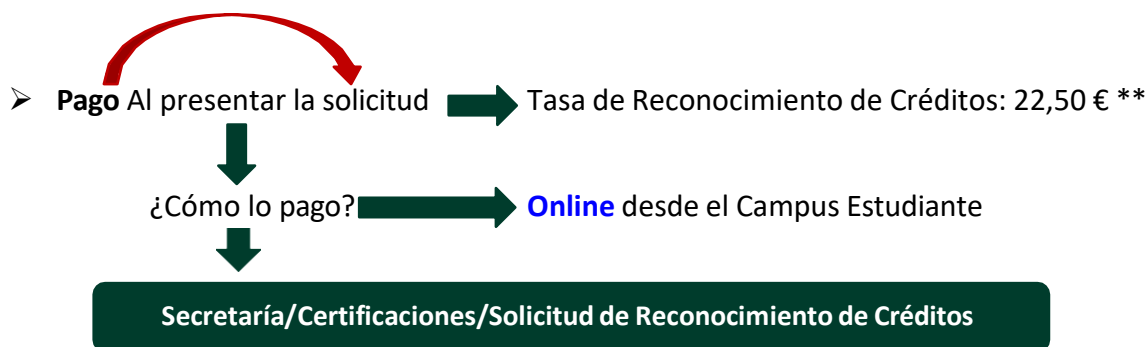 ➢ Pago Al presentar la solicitud Tasa de Reconocimiento de Créditos: 22,50 € **
¿Cómo lo pago? Online desde el Campus Estudiante
Secretaría/Certificaciones/Solicitud de Reconocimiento de Créditos